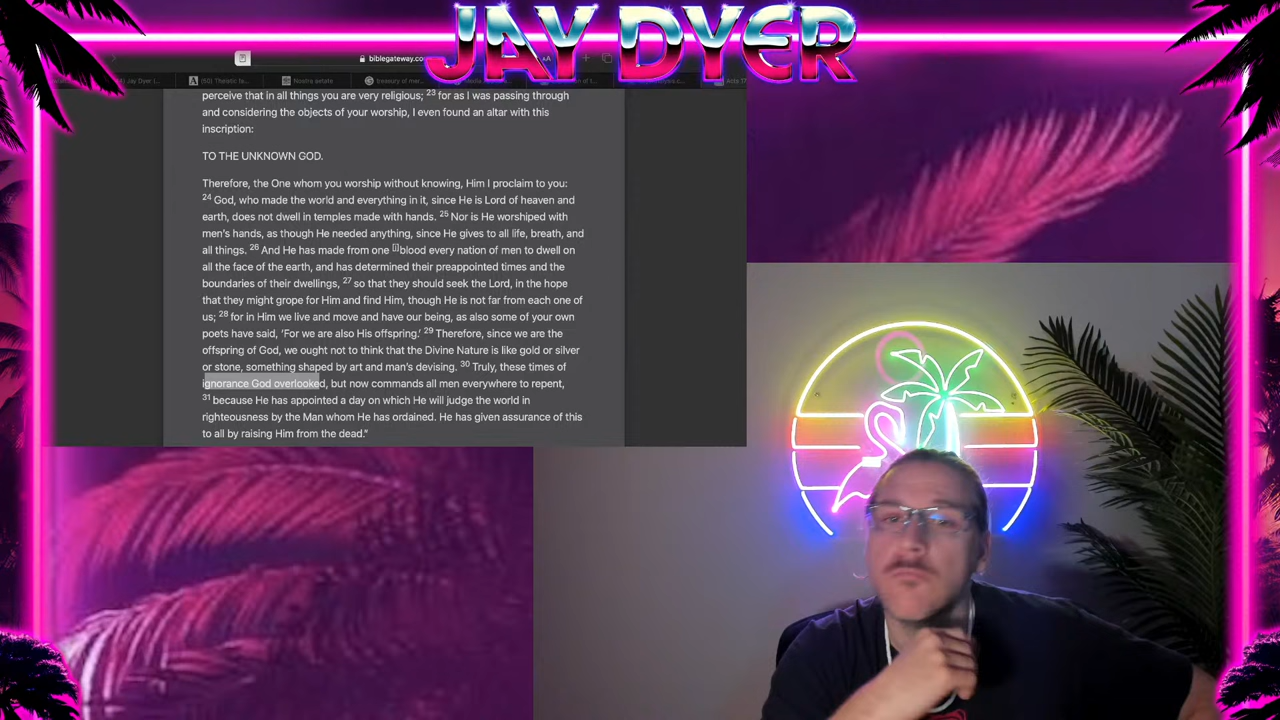 JAY DYER
biblegateway.co
AA
Jay Dyer
(50) Theistic
Nostra aetate
treasury of
perceive that in all things you are very religious; 23 for as I was passing through
and considering the objects of your worship, I even found an altar with this
inscription:
TO THE UNKNOWN GOD.
Therefore, the One whom you worship without knowing, Him I proclaim to you:
24 God, who made the world and everything in it, since He is Lord of heaven and
earth, does not dwell in temples made with hands. 25 Nor is He worshiped with
men's hands, as though He needed anything, since He gives to all life, breath, and
all things. 26 And He has made from one [i]blood every nation of men to dwell on
all the face of the earth, and has determined their preappointed times and the
boundaries of their dwellings, 27 so that they should seek the Lord, in the hope
that they might grope for Him and find Him, though He is not far from each one of
us; 28 for in Him we live and move and have our being, as also some of your own
poets have said, 'For we are also His offspring.' 29 Therefore, since we are the
offspring of God, we ought not to think that the Divine Nature is like gold or silver
or stone, something shaped by art and man's devising. 30 Truly, these times of
ignorance God overlooked, but now commands all men everywhere to repent,
31 because He has appointed a day on which He will judge the world in
righteousness by the Man whom He has ordained. He has given assurance of this
to all by raising Him from the dead."